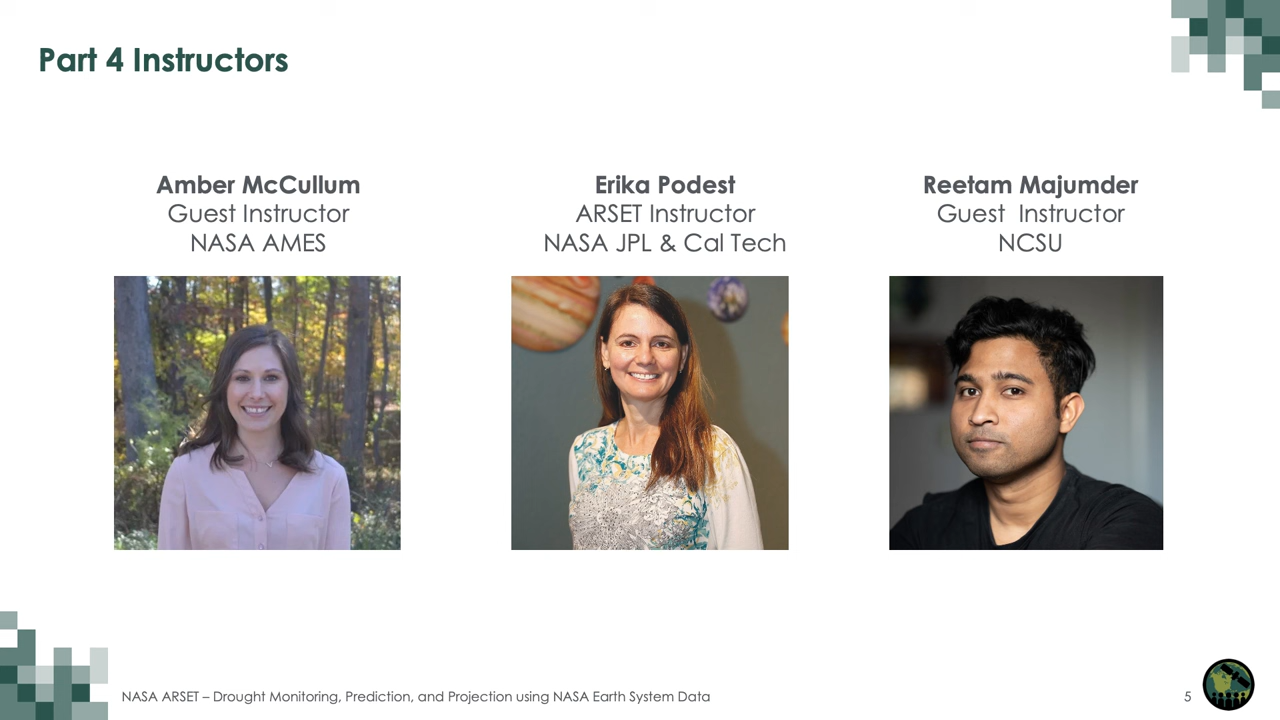 Part 4 Instructors
Amber McCullum
Guest Instructor
NASA AMES
Erika Podest
ARSET Instructor
NASA JPL & Cal Tech
Reetam Majumder
Guest Instructor
NCSU
NASA ARSET – Drought Monitoring, Prediction, and Projection using NASA Earth System Data
5